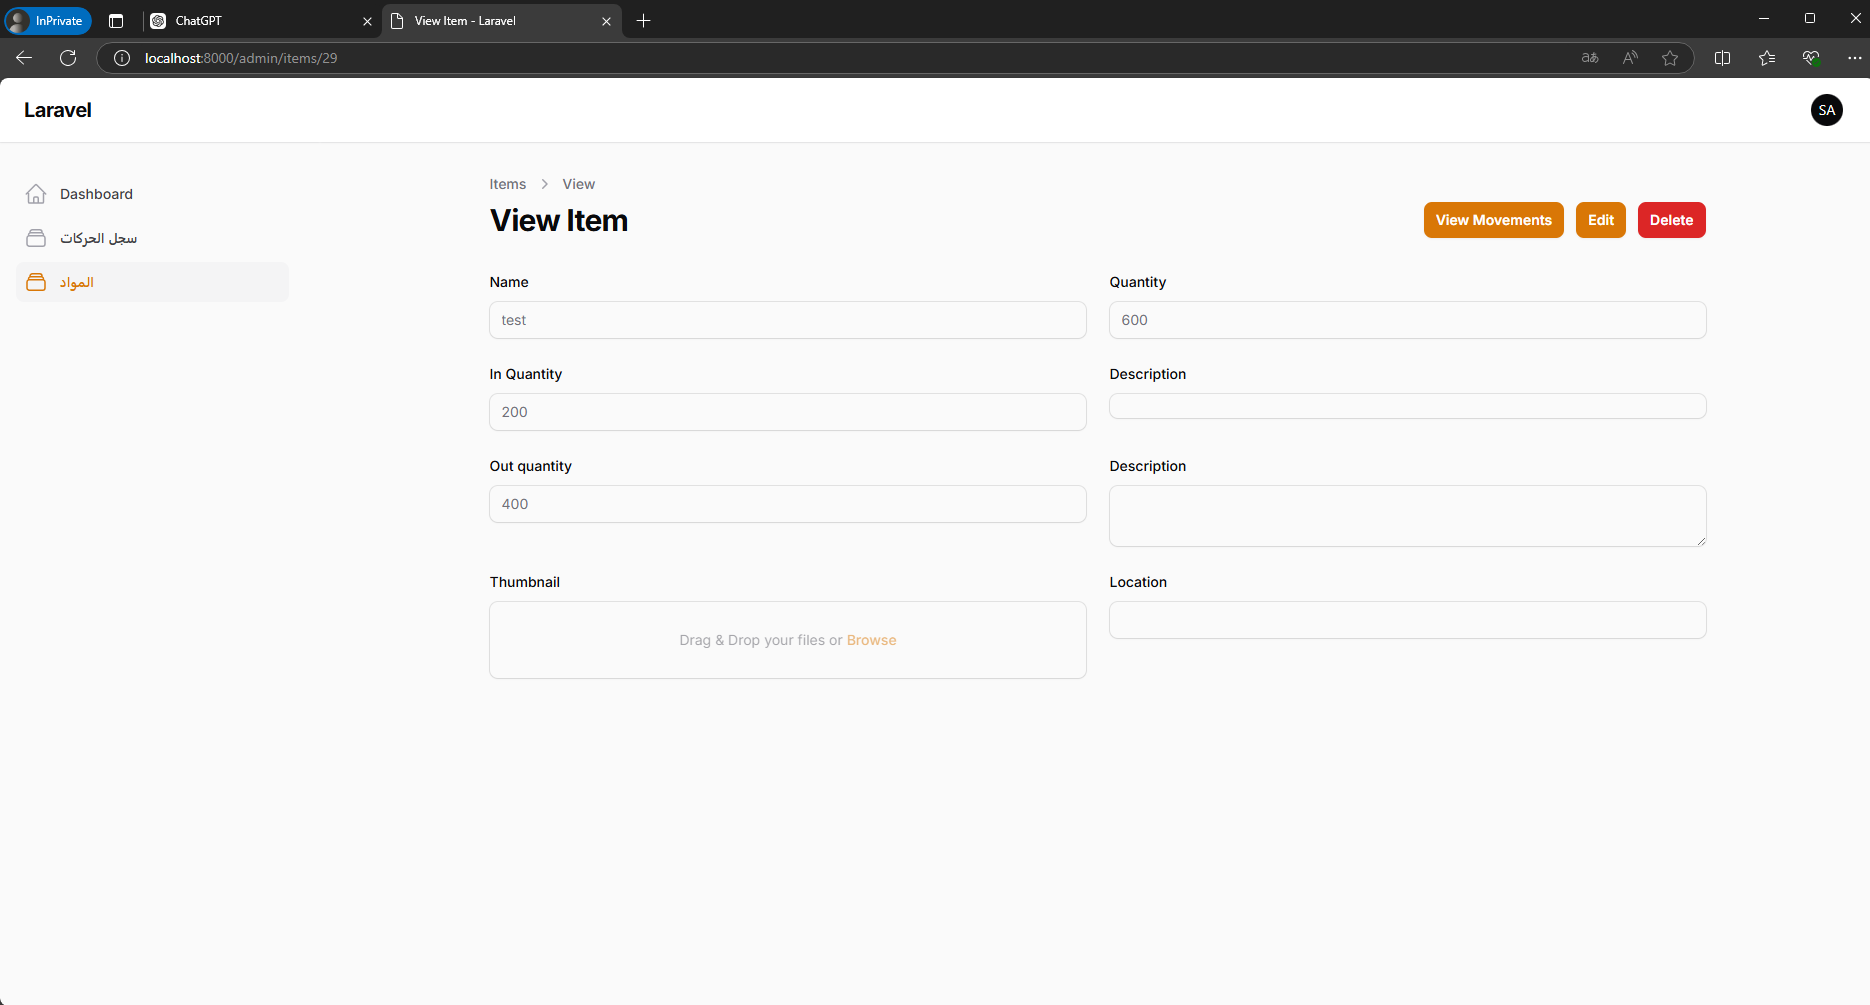 InPrivate
ChatGPT
View Item - Laravel
localhost:8000/admin/items/29
Laravel
SA
Dashboard
سجل الحركات
المواد
Items > View
View Item
View Movements
Edit
Delete
Name
Quantity
test
600
In Quantity
Description
200
Out quantity
Description
400
Thumbnail
Location
Drag & Drop your files or Browse